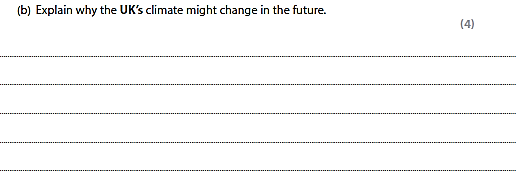 (b) Explain why the UK's climate might change in the future.
(4)